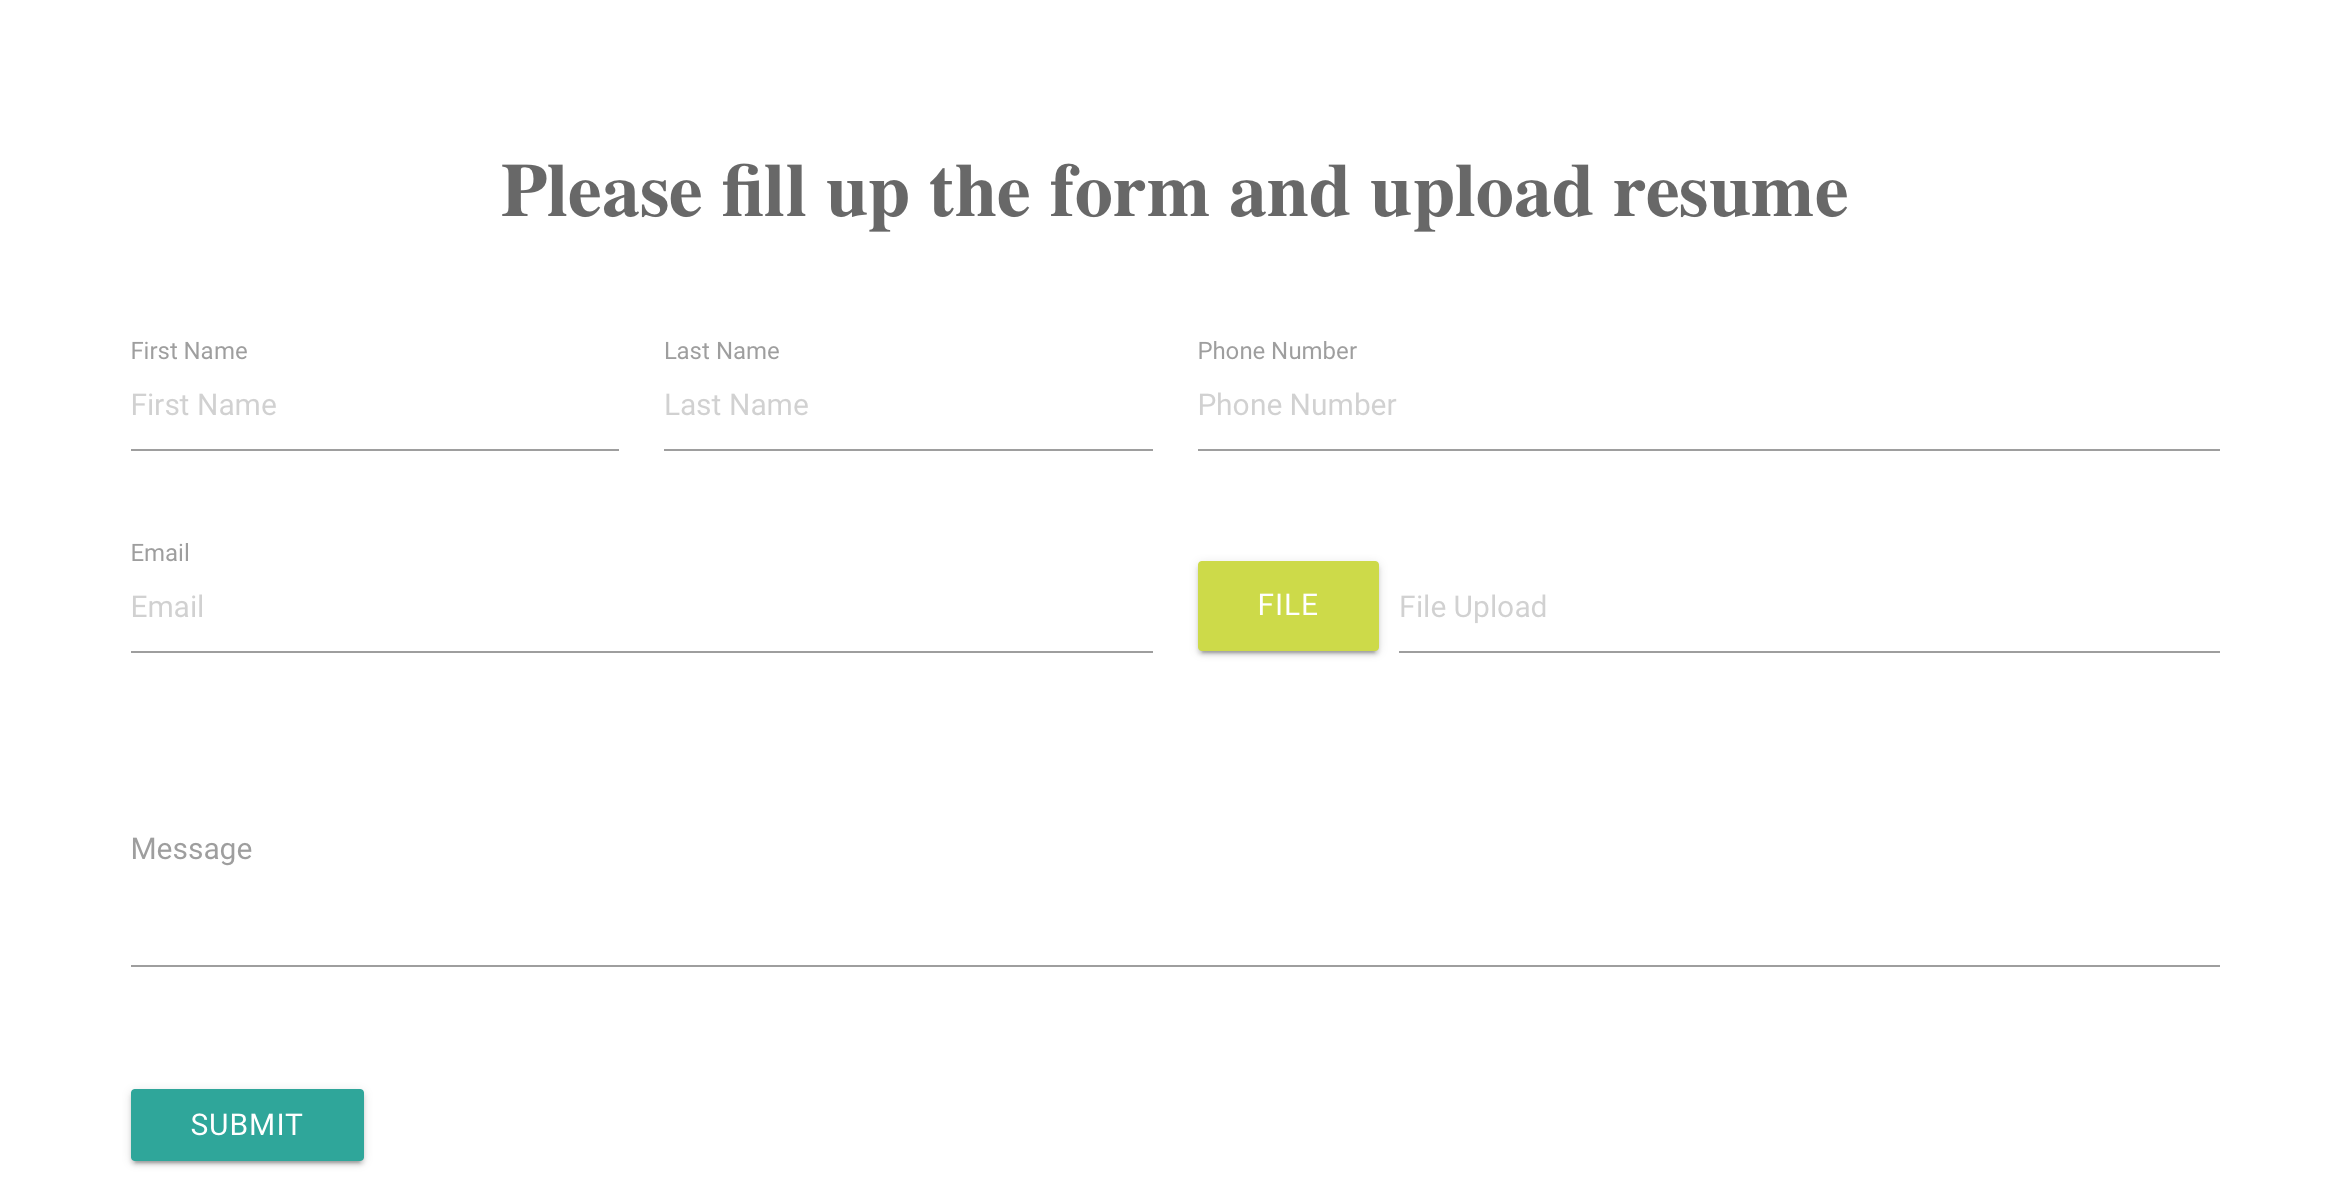 Please fill up the form and upload resume
First Name
Last Name
Phone Number
First Name
Last Name
Phone Number
Email
Email
FILE
File Upload
Message
SUBMIT